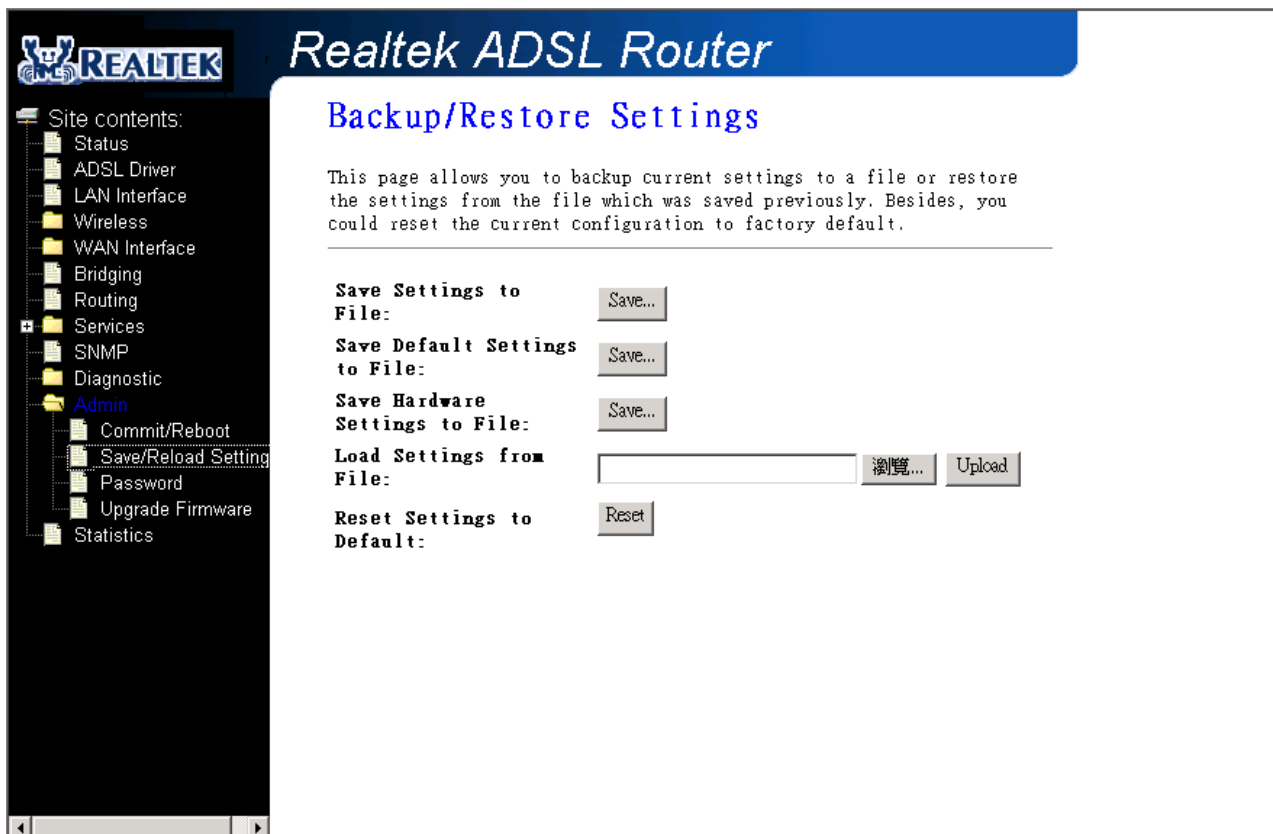 REALTEK
Realtek ADSL Router
Site contents:
Status
ADSL Driver
LAN Interface
Wireless
WAN Interface
Bridging
Routing
Services
SNMP
Diagnostic
Admin
Commit/Reboot
Save/Reload Setting
Password
Upgrade Firmware
Statistics
Backup/Restore Settings
This page allows you to backup current settings to a file or restore
the settings from the file which was saved previously. Besides, you
could reset the current configuration to factory default.
Save Settings to
File:
Save...
Save Default Settings
to File:
Save...
Save Hardware
Settings to File:
Save...
Load Settings from
File:
瀏覽... Upload
Reset Settings to
Default:
Reset